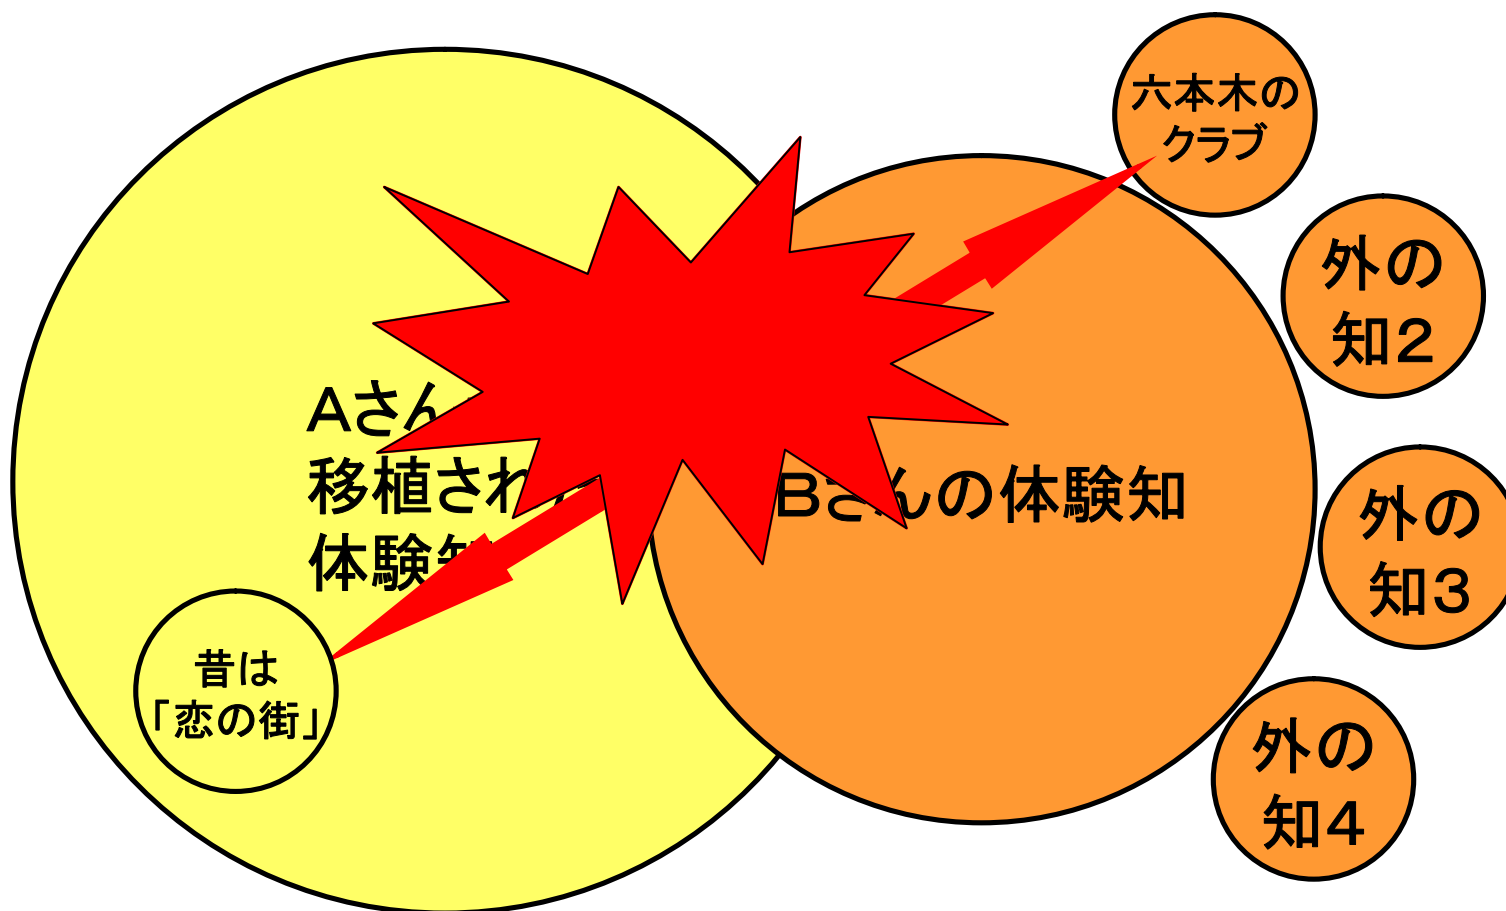 六本木の
クラブ
外の
知2
Aさん
移植され
体験知
Bさんの体験知
外の
知3
昔は
「恋の街」
外の
知4